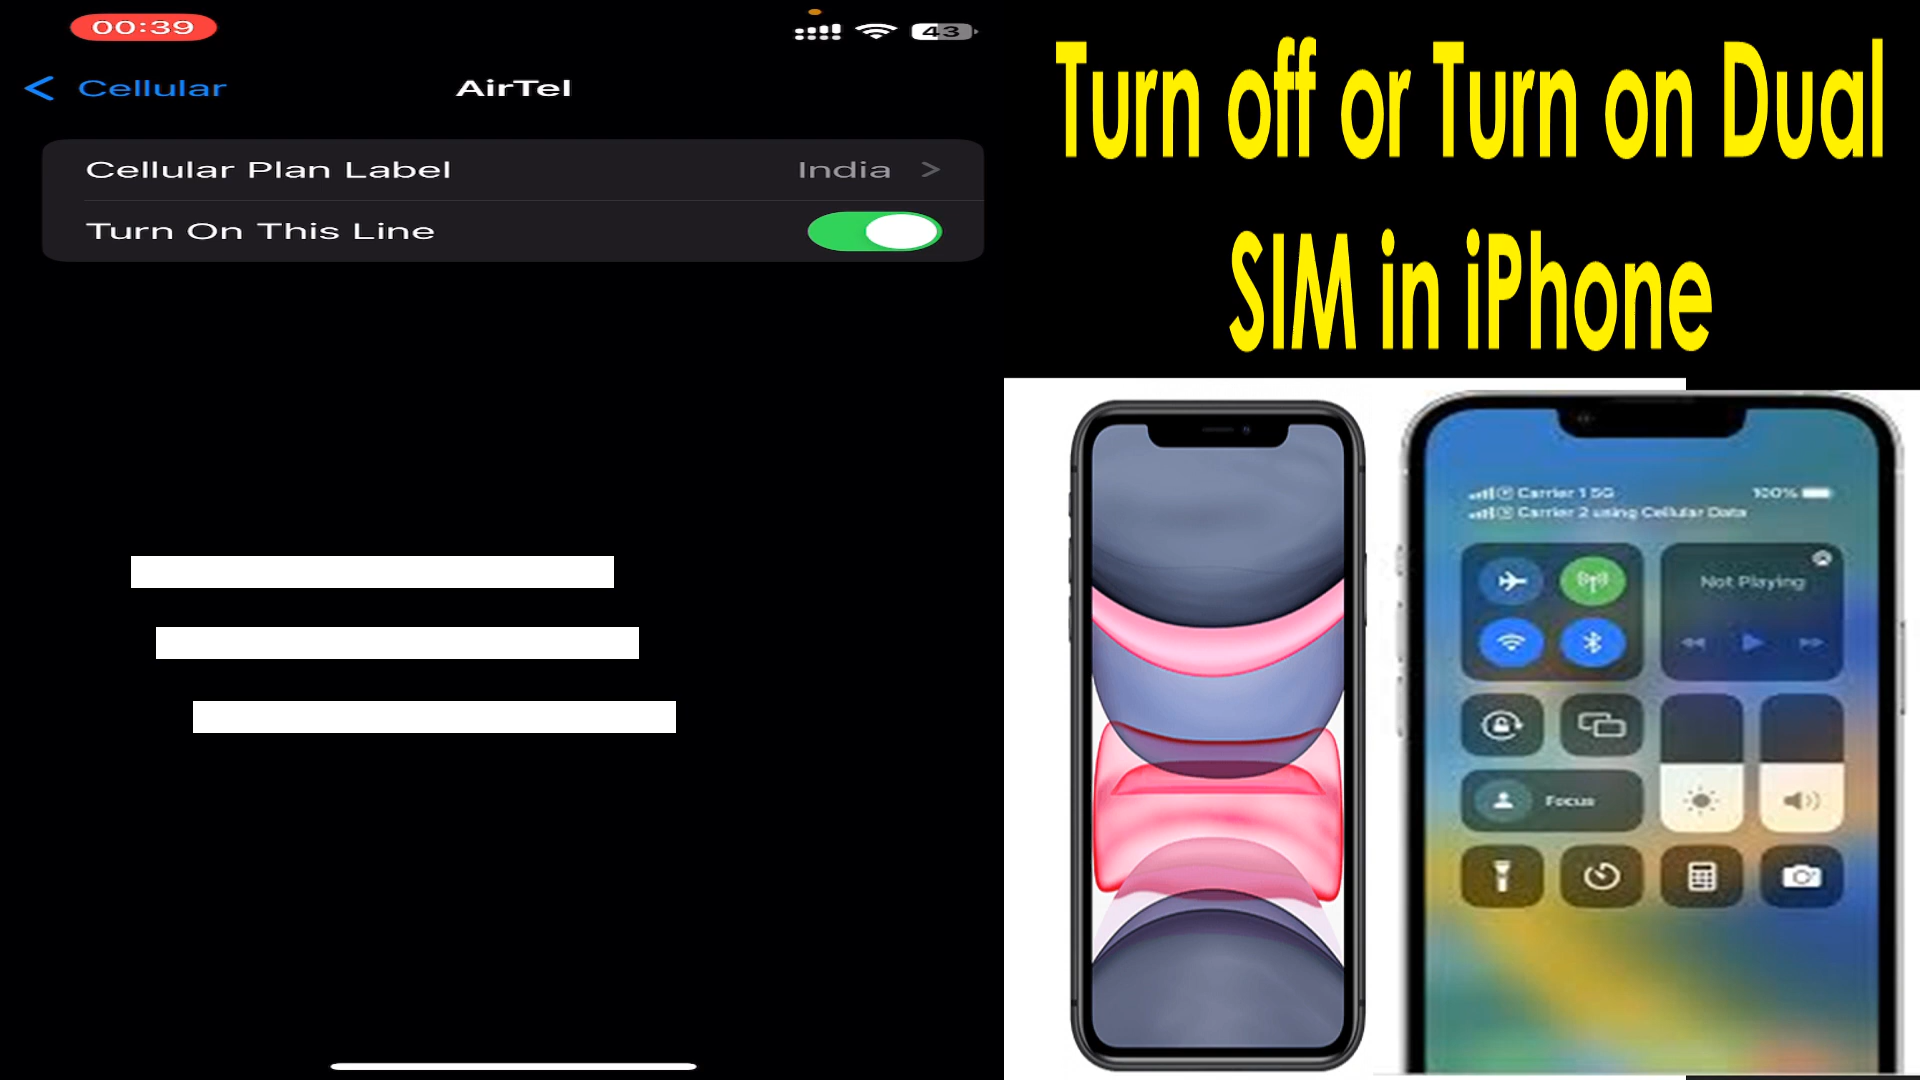 00:39
43
Cellular
AirTel
Cellular Plan Label
India
Turn On This Line
Turn off or Turn on Dual
SIM in iPhone
Carrier 1 5G
100%
Carrier 2 using Cellular Data
Not Playing
Focus